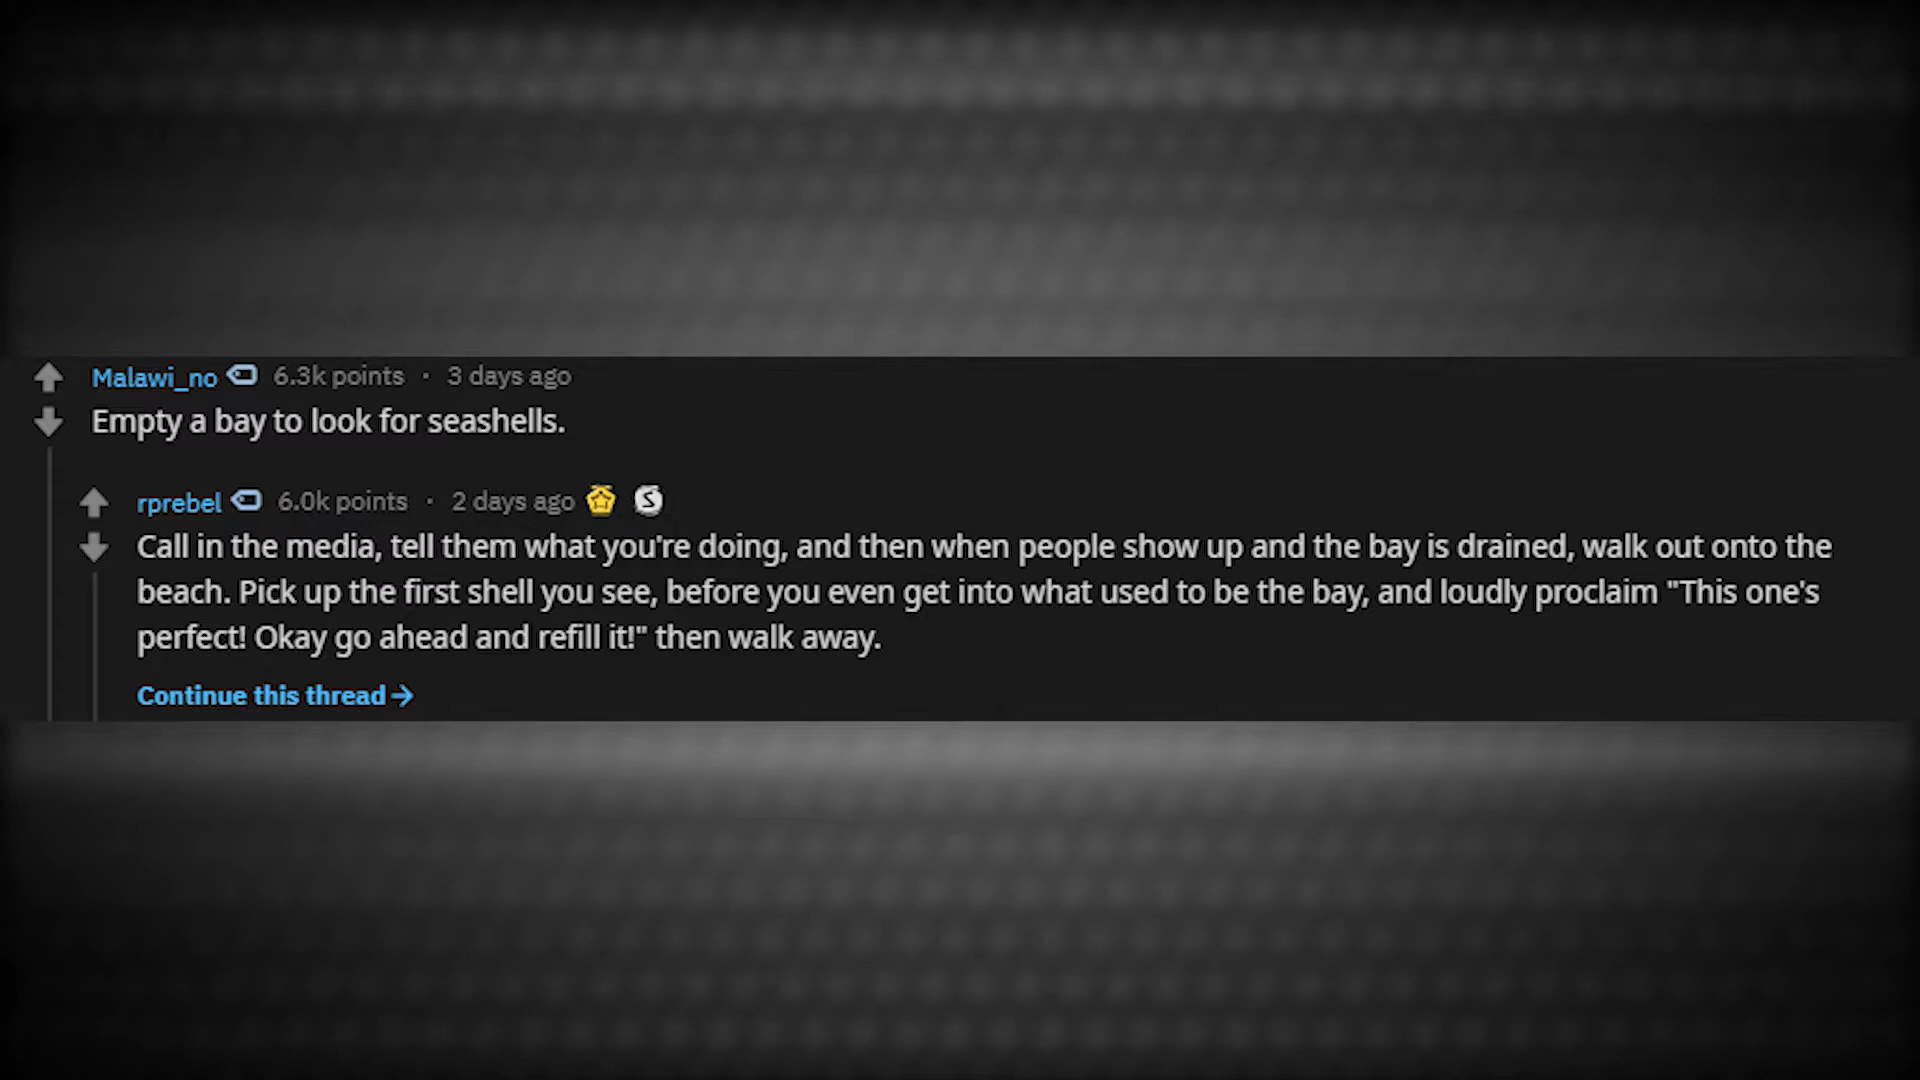 Malawi_no 6.3k points · 3 days ago
Empty a bay to look for seashells.
rprebel 6.0k points · 2 days ago S
Call in the media, tell them what you're doing, and then when people show up and the bay is drained, walk out onto the
beach. Pick up the first shell you see, before you even get into what used to be the bay, and loudly proclaim "This one's
perfect! Okay go ahead and refill it!" then walk away.
Continue this thread→